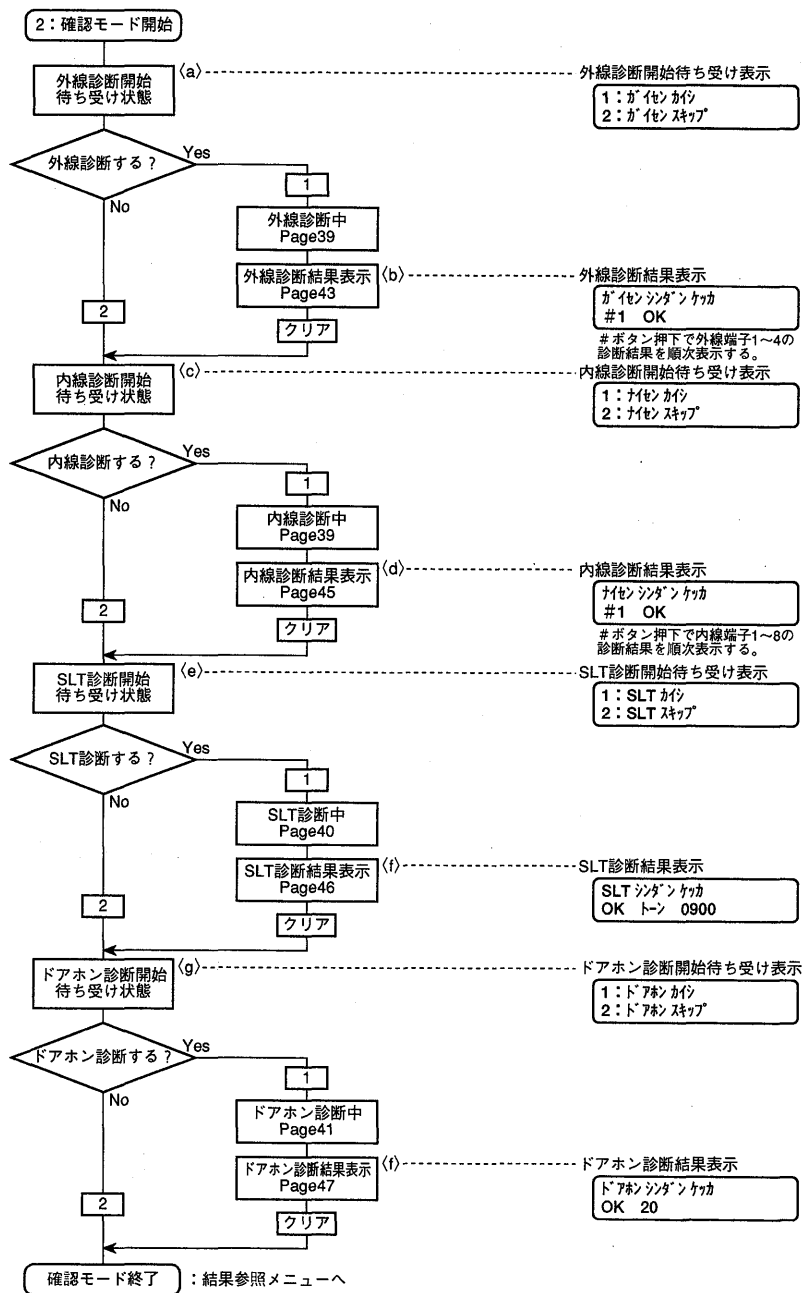 2：確認モード開始
外線診断開始
待ち受け状態
〈a〉
外線診断開始待ち受け表示
1：ｶﾞｲｾﾝ ｶｲｼ
2：ｶﾞｲｾﾝ ｽｷｯﾌﾟ
外線診断する？
Yes
No
1
外線診断中
Page39
外線診断結果表示
Page43
〈b〉
外線診断結果表示
ｶﾞｲｾﾝ ｼﾝﾀﾞﾝ ｹｯｶ
#1 OK
＃ボタン押下で外線端子1～4の
診断結果を順次表示する。
クリア
2
内線診断開始
待ち受け状態
〈c〉
内線診断開始待ち受け表示
1：ﾅｲｾﾝ ｶｲｼ
2：ﾅｲｾﾝ ｽｷｯﾌﾟ
内線診断する？
Yes
No
1
内線診断中
Page39
内線診断結果表示
Page45
〈d〉
内線診断結果表示
ﾅｲｾﾝ ｼﾝﾀﾞﾝ ｹｯｶ
#1 OK
＃ボタン押下で内線端子1～8の
診断結果を順次表示する。
クリア
2
SLT診断開始
待ち受け状態
〈e〉
SLT診断開始待ち受け表示
1：SLT ｶｲｼ
2：SLT ｽｷｯﾌﾟ
SLT診断する？
Yes
No
1
SLT診断中
Page40
SLT診断結果表示
Page46
〈f〉
SLT診断結果表示
SLT ｼﾝﾀﾞﾝ ｹｯｶ
OK ﾄｰﾝ 0900
クリア
2
ドアホン診断開始
待ち受け状態
〈g〉
ドアホン診断開始待ち受け表示
1：ﾄﾞｱﾎﾝ ｶｲｼ
2：ﾄﾞｱﾎﾝ ｽｷｯﾌﾟ
ドアホン診断する？
Yes
No
1
ドアホン診断中
Page41
ドアホン診断結果表示
Page47
〈f〉
ドアホン診断結果表示
ﾄﾞｱﾎﾝ ｼﾝﾀﾞﾝ ｹｯｶ
OK 20
クリア
2
確認モード終了
：結果参照メニューへ